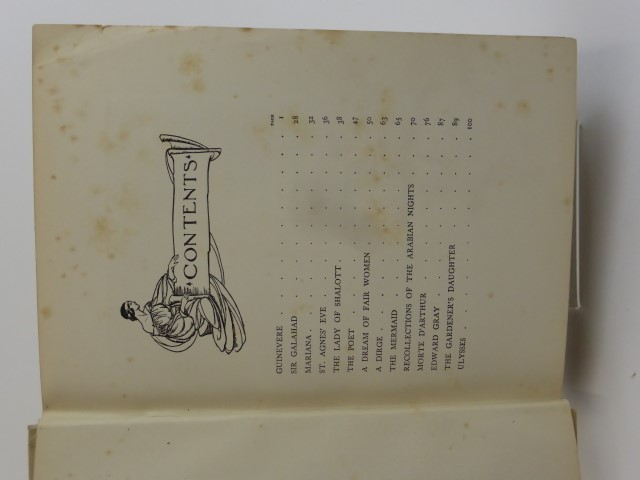 CONTENTS
PAGE
GUINEVERE . . . . . . . . . . . 1
SIR GALAHAD . . . . . . . . . . 28
MARIANA . . . . . . . . . . . 32
ST. AGNES' EVE . . . . . . . . . 36
THE LADY OF SHALOTT . . . . . . . . 38
THE POET . . . . . . . . . . . 47
A DREAM OF FAIR WOMEN . . . . . . . 50
A DIRGE . . . . . . . . . . . 63
THE MERMAID . . . . . . . . . . 65
RECOLLECTIONS OF THE ARABIAN NIGHTS . . . . 70
MORTE D'ARTHUR . . . . . . . . . 76
EDWARD GRAY . . . . . . . . . . 87
THE GARDENER'S DAUGHTER . . . . . . . 89
ULYSSES . . . . . . . . . . . 100